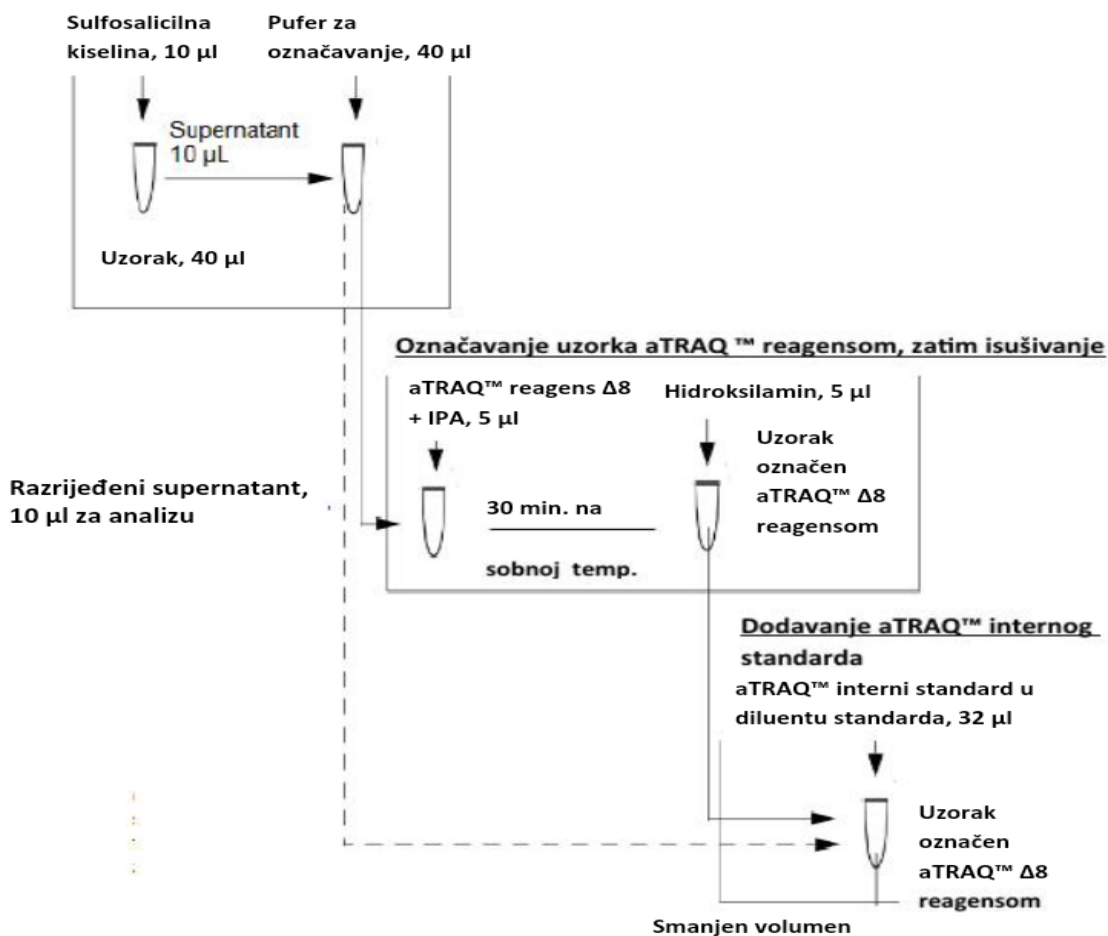 Sulfosalicilna
kiselina, 10 µl
Pufer za
označavanje, 40 µl
Supernatant
10 µL
Uzorak, 40 µl
Označavanje uzorka aTRAQ ™ reagensom, zatim isušivanje
aTRAQ™ reagens Δ8
+ IPA, 5 µl
Hidroksilamin, 5 µl
Uzorak
označen
aTRAQ™ Δ8
reagensom
Razrijeđeni supernatant,
10 µl za analizu
30 min. na
sobnoj temp.
Dodavanje aTRAQ™ internog
standarda
aTRAQ™ interni standard u
diluentu standarda, 32 µl
Uzorak
označen
aTRAQ™ Δ8
reagensom
Smanjen volumen